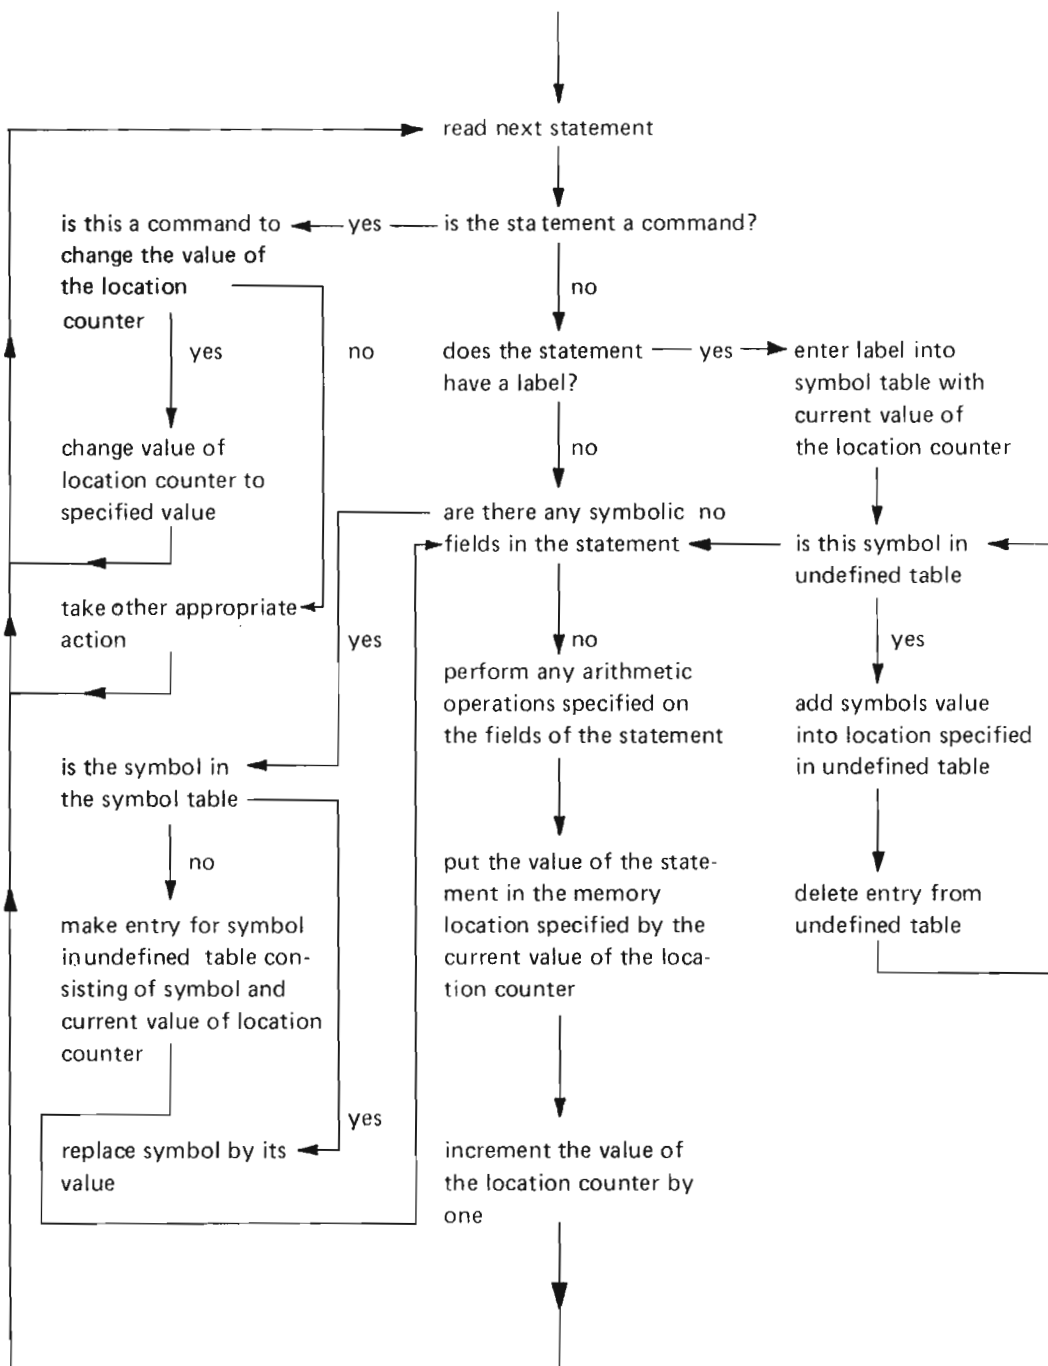 read next statement
is this a command to
change the value of
the location
counter
yes
is the statement a command?
no
yes
no
does the statement
have a label?
yes
enter label into
symbol table with
current value of
the location counter
no
change value of
location counter to
specified value
are there any symbolic no
fields in the statement
is this symbol in
undefined table
take other appropriate
action
yes
no
yes
perform any arithmetic
operations specified on
the fields of the statement
add symbols value
into location specified
in undefined table
is the symbol in
the symbol table
no
put the value of the state-
ment in the memory
location specified by the
current value of the loca-
tion counter
delete entry from
undefined table
make entry for symbol
in undefined table con-
sisting of symbol and
current value of location
counter
yes
replace symbol by its
value
increment the value of
the location counter by
one